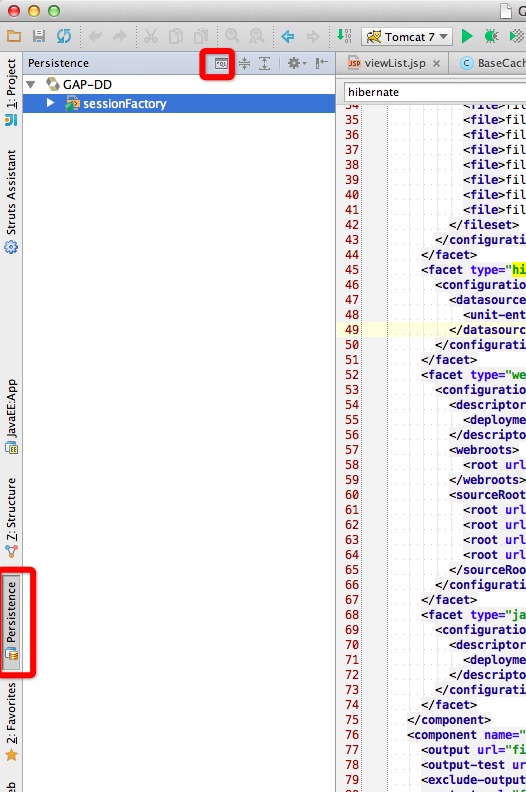 G
Tomcat 7
Persistence
QL
viewList.jsp
BaseCach
JSP
C
1: Project
GAP-DD
sessionFactory
hibernate
Struts Assistant
JavaEE:App
7: Structure
Persistence
2: Favorites
eb
34 <file>fil
35 <file>fil
36 <file>fil
37 <file>fil
38 <file>fil
39 <file>fil
40 <file>fil
41 <file>fil
42 </fileset>
43 </configurati
44 </facet>
45 <facet type="hi
46 <configuratio
47 <datasource
48 <unit-ent
49 </datasourc
50 </configurati
51 </facet>
52 <facet type="we
53 <configuratio
54 <descriptor
55 <deployme
56 </descripto
57 <webroots>
58 <root url
59 </webroots>
60 <sourceRoot
61 <root url
62 <root url
63 <root url
64 <root url
65 </sourceRoo
66 </configurati
67 </facet>
68 <facet type="ja
69 <configuratio
70 <descriptor
71 <deployme
72 </descripto
73 </configurati
74 </facet>
75 </component>
76 <component name="
77 <output url="fi
78 <output-test ur
79 <exclude-output